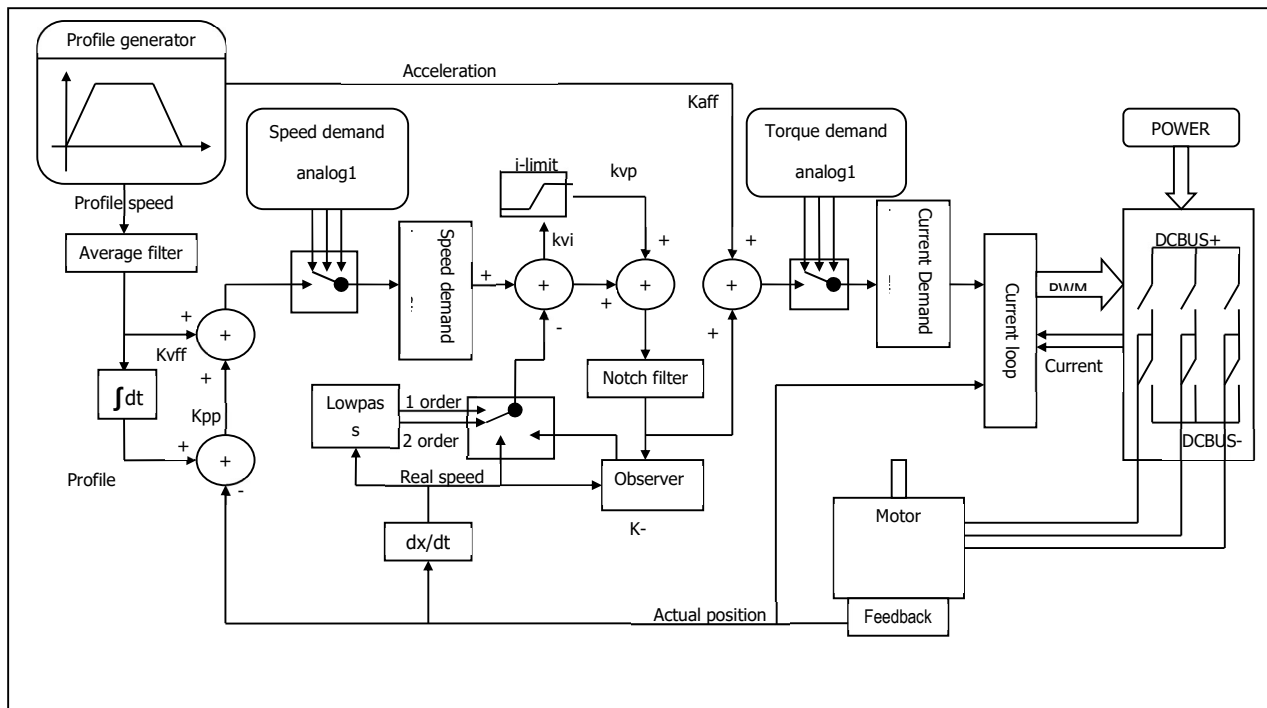 Profile generator
Acceleration
Kaff
Speed demand
analog1
Torque demand
analog1
POWER
i-limit
kvp
Profile speed
Average filter
kvi
Speed demand
Current Demand
Current loop
DCBUS+
PWM
Current
DCBUS-
+
+
+
+
+
-
+
+
+
+
+
Kvff
+
∫dt
Kpp
+
+
-
Profile
Lowpas
s
1 order
2 order
Notch filter
Real speed
Observer
K-
dx/dt
Motor
Actual position
Feedback